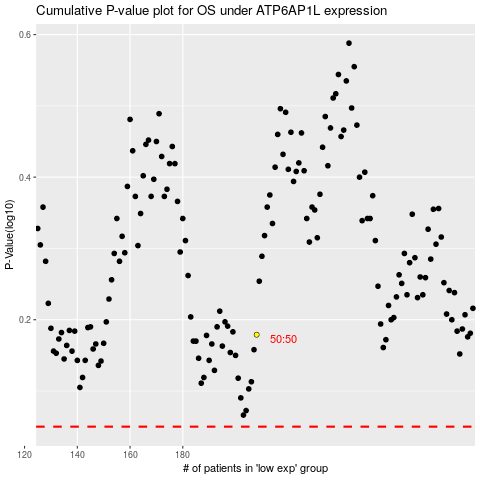 Cumulative P-value plot for OS under ATP6AP1L expression
0.6
0.4
0.2
P-Value(log10)
50:50
120 140 160 180
# of patients in 'low exp' group